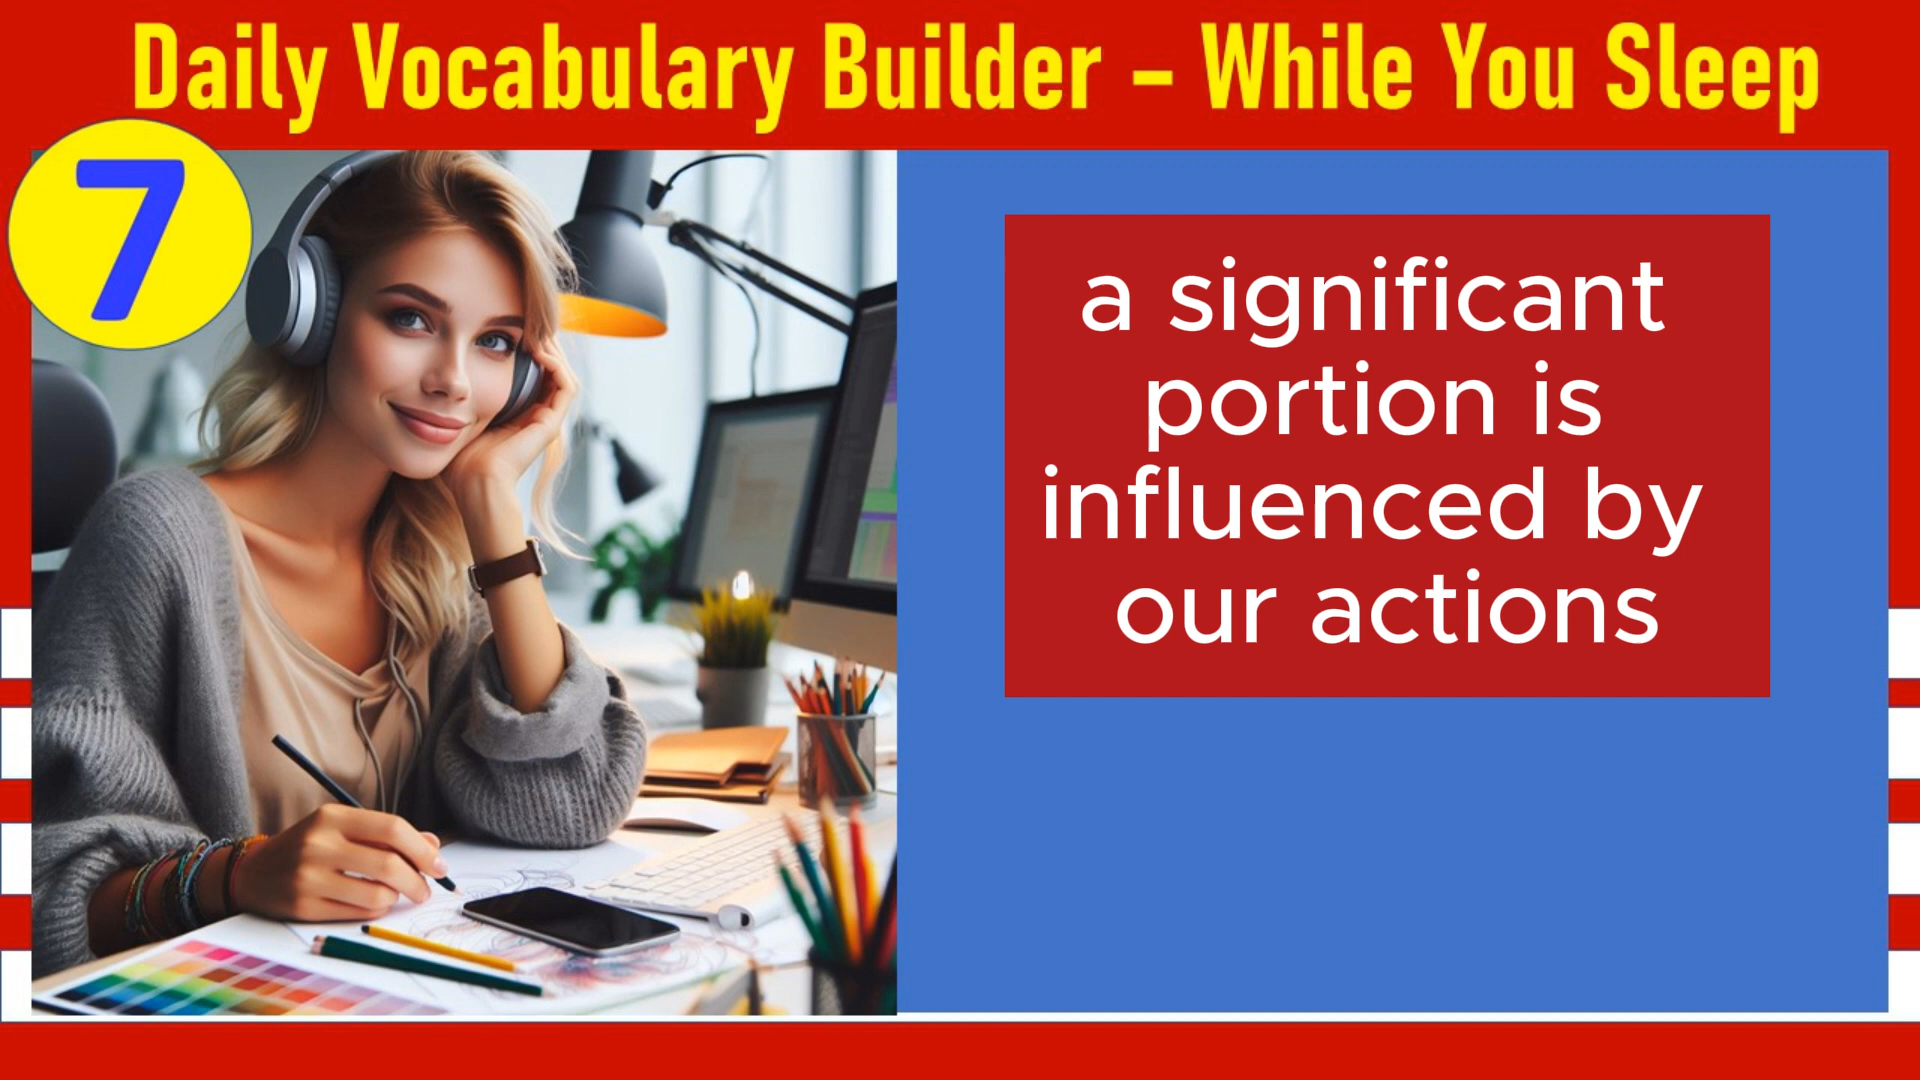 Daily Vocabulary Builder – While You Sleep
7
a significant
portion is
influenced by
our actions